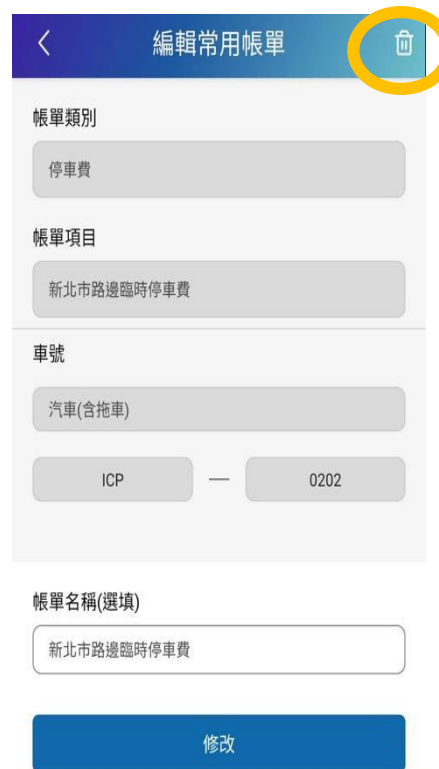 編輯常用帳單
帳單類別
停車費
帳單項目
新北市路邊臨時停車費
車號
汽車(含拖車)
ICP — 0202
帳單名稱(選填)
新北市路邊臨時停車費
修改